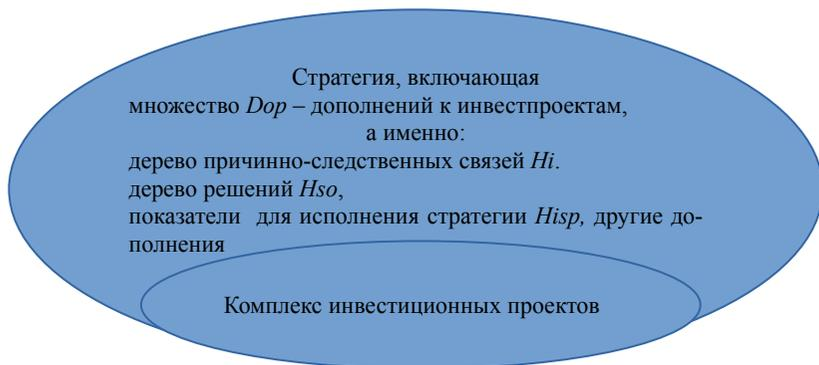 Стратегия, включающая
множество Dop – дополнений к инвестпроектам,
а именно:
дерево причинно-следственных связей Hi.
дерево решений Hso,
показатели для исполнения стратегии Hisp, другие до-
полнения
Комплекс инвестиционных проектов